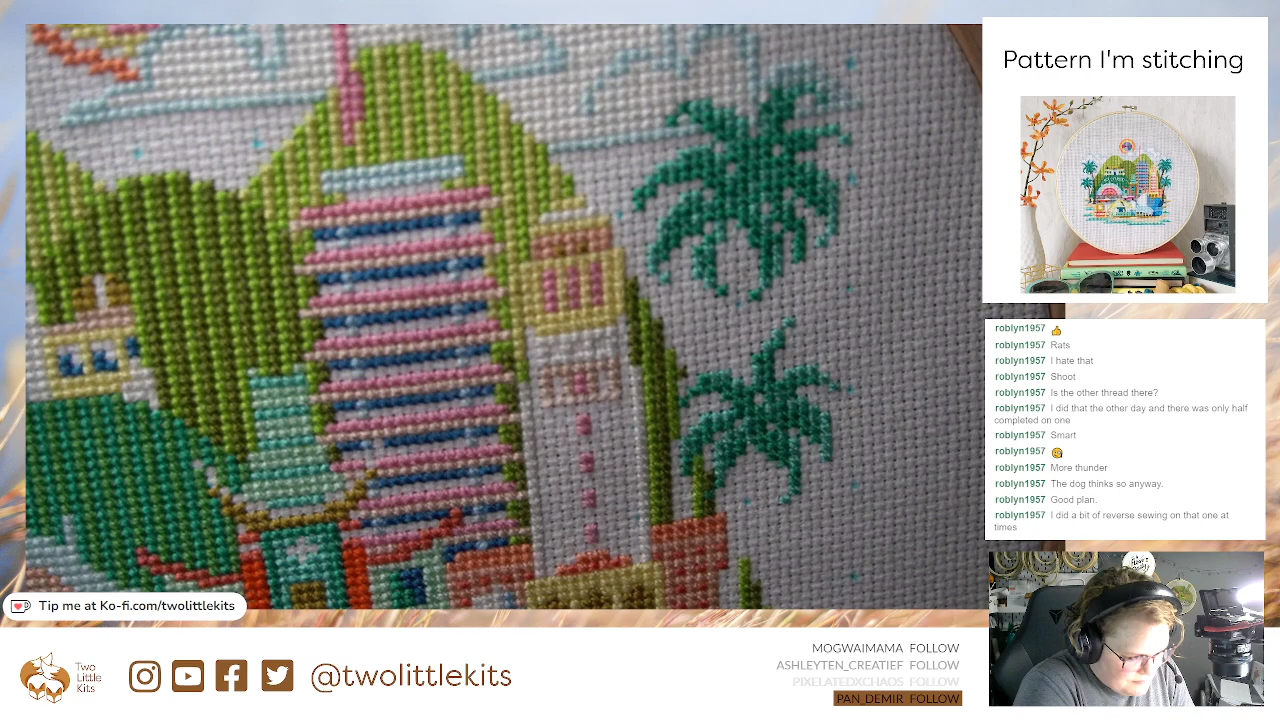 Pattern I'm stitching
roblyn1957
roblyn1957 Rats
roblyn1957 I hate that
roblyn1957 Shoot
roblyn1957 Is the other thread there?
roblyn1957 I did that the other day and there was only half
completed on one
roblyn1957 Smart
roblyn1957
roblyn1957 More thunder
roblyn1957 The dog thinks so anyway.
roblyn1957 Good plan.
roblyn1957 I did a bit of reverse sewing on that one at
times
Tip me at Ko-fi.com/twolittlekits
Two
Little
Kits
@twolittlekits
MOGWAIMAMA FOLLOW
ASHLEYTEN_CREATIEF FOLLOW
PIXELATEDXCHAOS FOLLOW
PAN_DEMIR FOLLOW